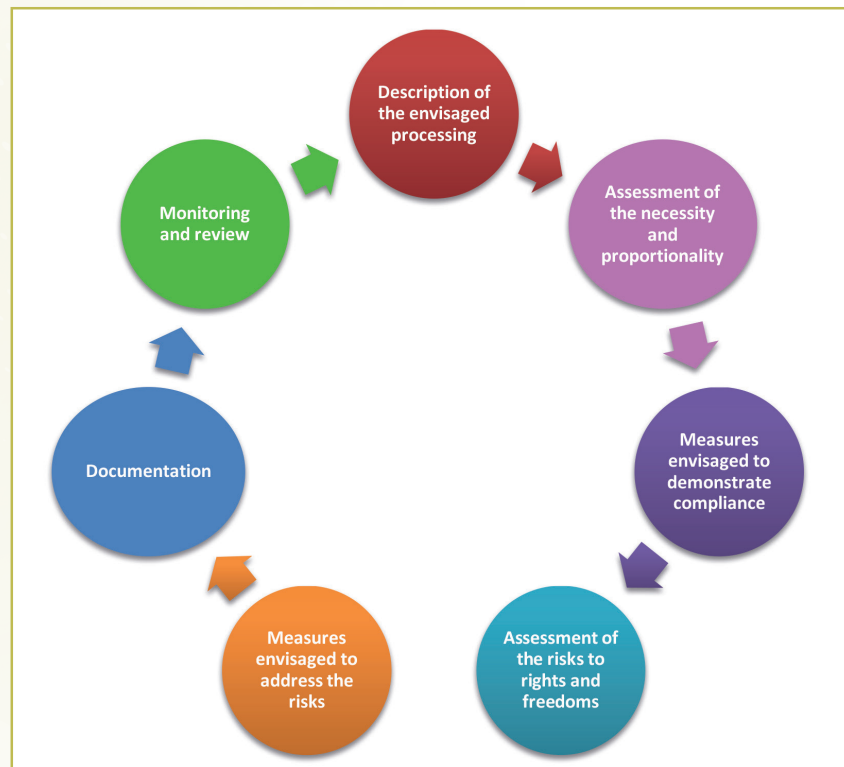 Description of
the envisaged
processing
Assessment of
the necessity
and
proportionality
Measures
envisaged to
demonstrate
compliance
Assessment of
the risks to
rights and
freedoms
Measures
envisaged to
address the
risks
Documentation
Monitoring
and review